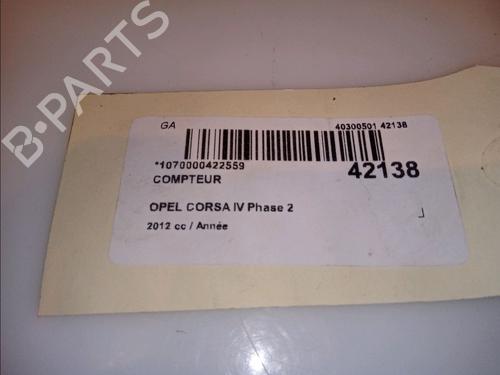 B-PARTS
GA
40300501 42138
*1070000422559
42138
COMPTEUR
OPEL CORSA IV Phase 2
2012 cc / Année